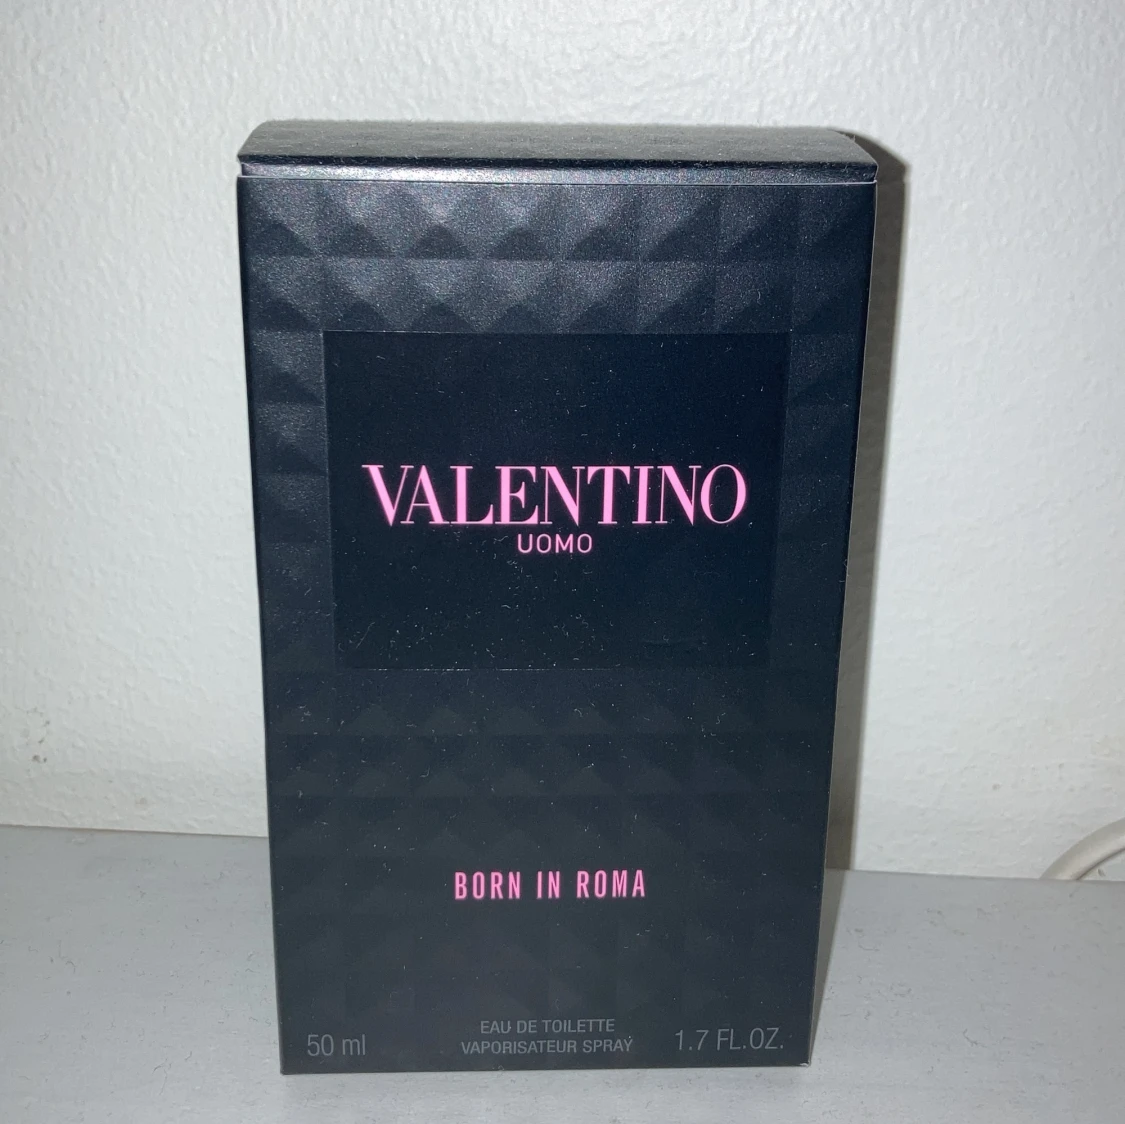 VALENTINO
UOMO
BORN IN ROMA
EAU DE TOILETTE
50 ml VAPORISATEUR SPRAY 1.7 FL.OZ.